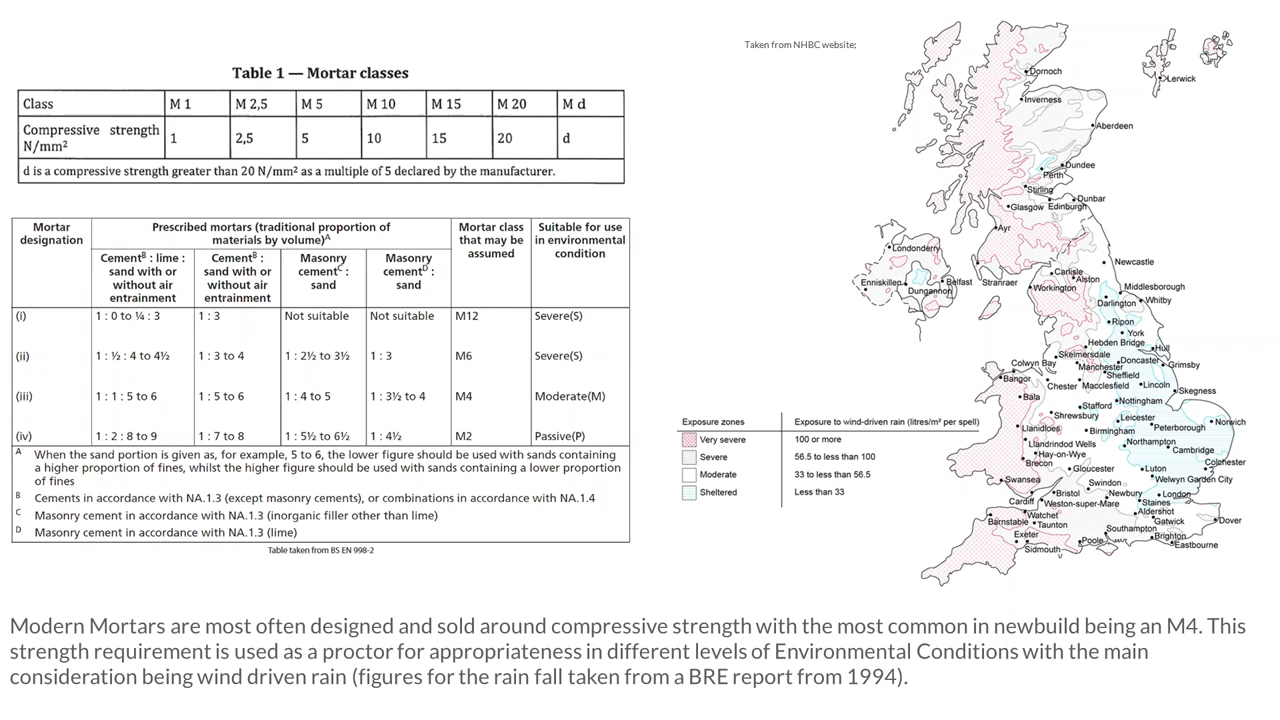 Taken from NHBC website;
Table 1 — Mortar classes
Class M 1 M 2,5 M 5 M 10 M 15 M 20 M d
Compressive strength N/mm² 1 2,5 5 10 15 20 d
d is a compressive strength greater than 20 N/mm² as a multiple of 5 declared by the manufacturer.
Mortar designation
Prescribed mortars (traditional proportion of materials by volume)ᴬ
Mortar class that may be assumed
Suitable for use in environmental condition
Cementᴮ : lime : sand with or without air entrainment
Cementᴮ : sand with or without air entrainment
Masonry cementᶜ : sand
Masonry cementᴰ : sand
(i) 1 : 0 to ¼ : 3 1 : 3 Not suitable Not suitable M12 Severe(S)
(ii) 1 : ½ : 4 to 4½ 1 : 3 to 4 1 : 2½ to 3½ 1 : 3 M6 Severe(S)
(iii) 1 : 1 : 5 to 6 1 : 5 to 6 1 : 4 to 5 1 : 3½ to 4 M4 Moderate(M)
(iv) 1 : 2 : 8 to 9 1 : 7 to 8 1 : 5½ to 6½ 1 : 4½ M2 Passive(P)
A When the sand portion is given as, for example, 5 to 6, the lower figure should be used with sands containing
a higher proportion of fines, whilst the higher figure should be used with sands containing a lower proportion
of fines
B Cements in accordance with NA.1.3 (except masonry cements), or combinations in accordance with NA.1.4
C Masonry cement in accordance with NA.1.3 (inorganic filler other than lime)
D Masonry cement in accordance with NA.1.3 (lime)
Table taken from BS EN 998-2
Dornoch
Lerwick
Inverness
Aberdeen
Dundee
Perth
Stirling
Dunbar
Glasgow
Edinburgh
Ayr
Londonderry
Newcastle
Carlisle
Alston
Enniskillen
Belfast
Stranraer
Workington
Dungannon
Middlesborough
Darlington
Whitby
Ripon
York
Hebden Bridge
Hull
Skelmersdale
Colwyn Bay
Manchester
Doncaster
Grimsby
Sheffield
Bangor
Chester
Macclesfield
Lincoln
Skegness
Bala
Stafford
Nottingham
Shrewsbury
Leicester
Norwich
Llanidloes
Birmingham
Peterborough
Llandrindod Wells
Northampton
Hay-on-Wye
Cambridge
Brecon
Gloucester
Luton
Colchester
Swansea
Swindon
Welwyn Garden City
Cardiff
Bristol
Newbury
London
Weston-super-Mare
Staines
Watchet
Aldershot
Barnstable
Taunton
Gatwick
Dover
Southampton
Exeter
Poole
Brighton
Sidmouth
Eastbourne
Exposure zones Exposure to wind-driven rain (litres/m² per spell)
Very severe 100 or more
Severe 56.5 to less than 100
Moderate 33 to less than 56.5
Sheltered Less than 33
Modern Mortars are most often designed and sold around compressive strength with the most common in newbuild being an M4. This
strength requirement is used as a proctor for appropriateness in different levels of Environmental Conditions with the main
consideration being wind driven rain (figures for the rain fall taken from a BRE report from 1994).